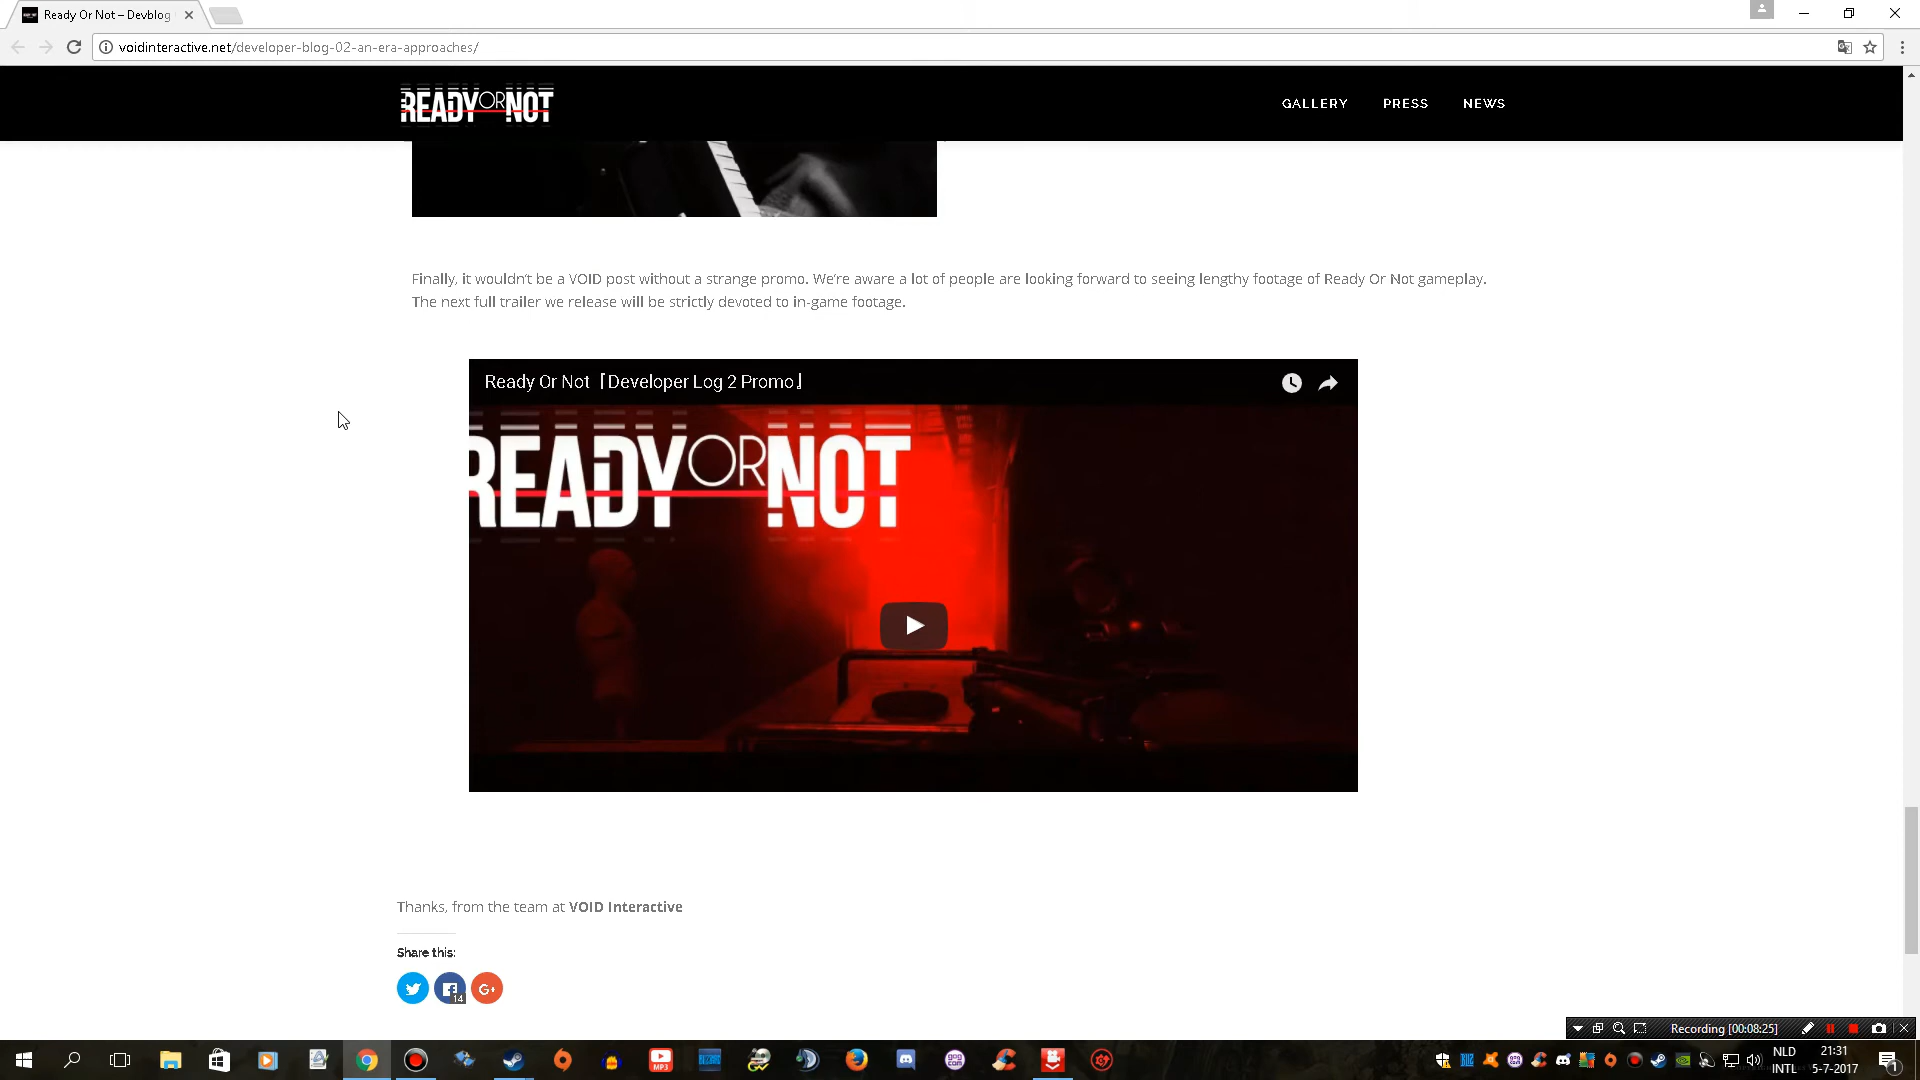 Ready Or Not – Devblog
voidinteractive.net/developer-blog-02-an-era-approaches/
READY OR NOT
GALLERY
PRESS
NEWS
Finally, it wouldn't be a VOID post without a strange promo. We're aware a lot of people are looking forward to seeing lengthy footage of Ready Or Not gameplay.
The next full trailer we release will be strictly devoted to in-game footage.
Ready Or Not「Developer Log 2 Promo」
READY OR NOT
Thanks, from the team at VOID Interactive
Share this:
14
G+
Recording [00:08:25]
MP3
NLD
INTL
21:31
5-7-2017
1